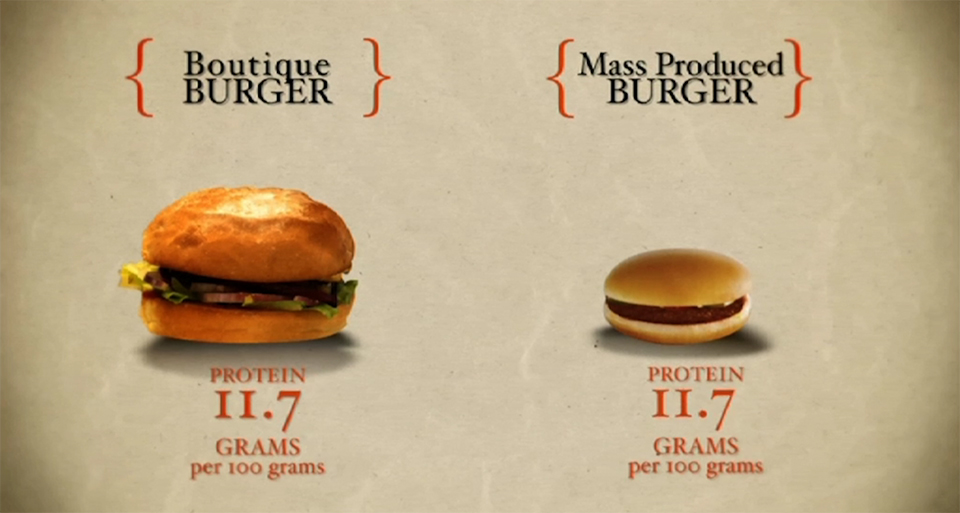 Boutique
BURGER
PROTEIN
11.7
GRAMS
per 100 grams
Mass Produced
BURGER
PROTEIN
11.7
GRAMS
per 100 grams